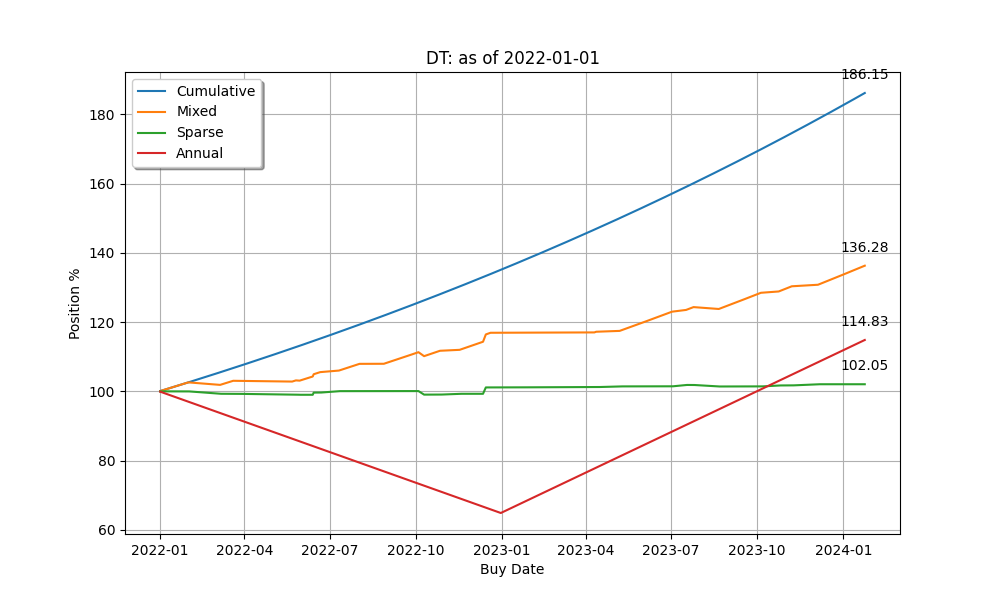 DT: as of 2022-01-01
Cumulative
Mixed
Sparse
Annual
186.15
136.28
114.83
102.05
Position %
180
160
140
120
100
80
60
2022-01 2022-04 2022-07 2022-10 2023-01 2023-04 2023-07 2023-10 2024-01
Buy Date